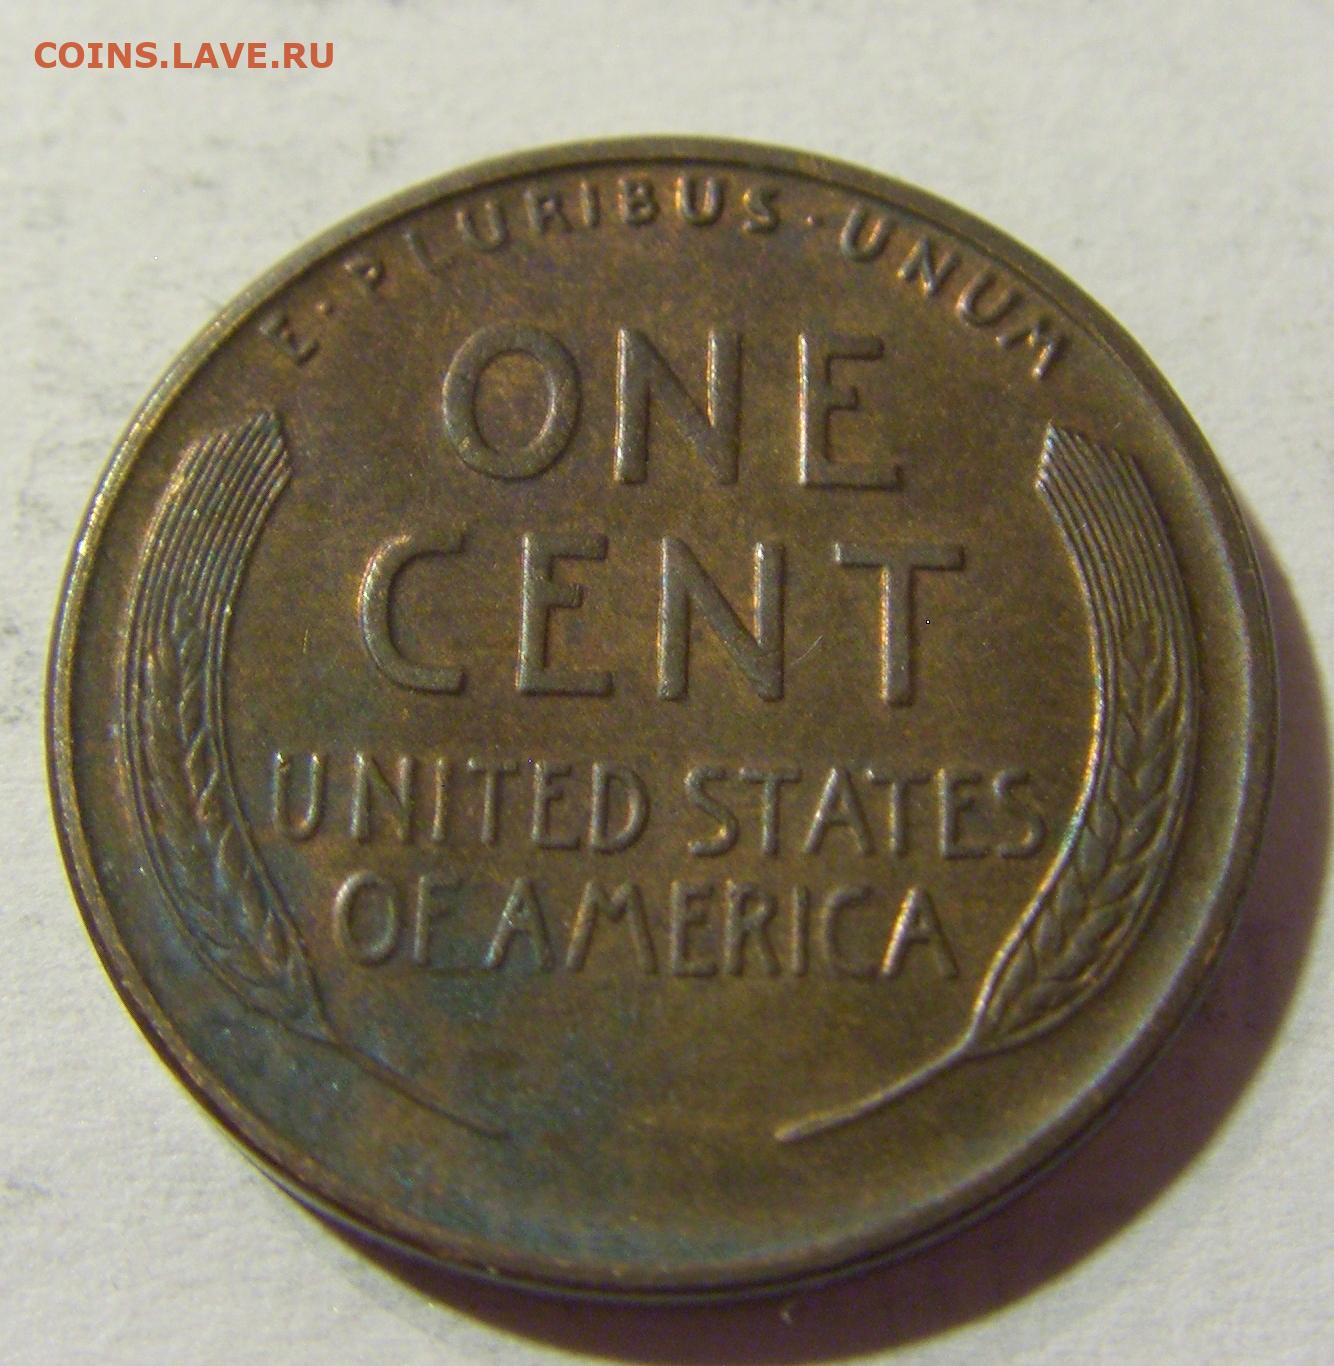 COINS.LAVE.RU
E·PLURIBUS·UNUM
ONE
CENT
UNITED STATES
OF AMERICA